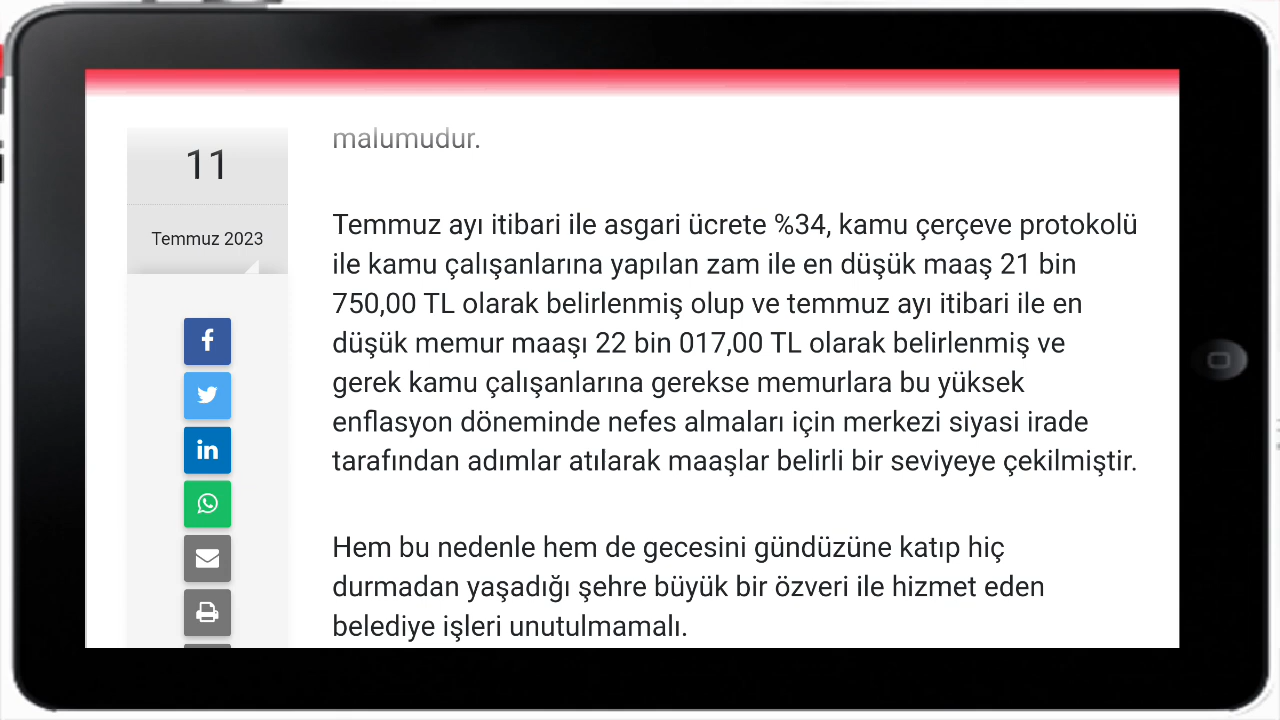 malumudur.
11
Temmuz 2023
Temmuz ayı itibari ile asgari ücrete %34, kamu çerçeve protokolü
ile kamu çalışanlarına yapılan zam ile en düşük maaş 21 bin
750,00 TL olarak belirlenmiş olup ve temmuz ayı itibari ile en
düşük memur maaşı 22 bin 017,00 TL olarak belirlenmiş ve
gerek kamu çalışanlarına gerekse memurlara bu yüksek
enflasyon döneminde nefes almaları için merkezi siyasi irade
tarafından adımlar atılarak maaşlar belirli bir seviyeye çekilmiştir.
Hem bu nedenle hem de gecesini gündüzüne katıp hiç
durmadan yaşadığı şehre büyük bir özveri ile hizmet eden
belediye işleri unutulmamalı.